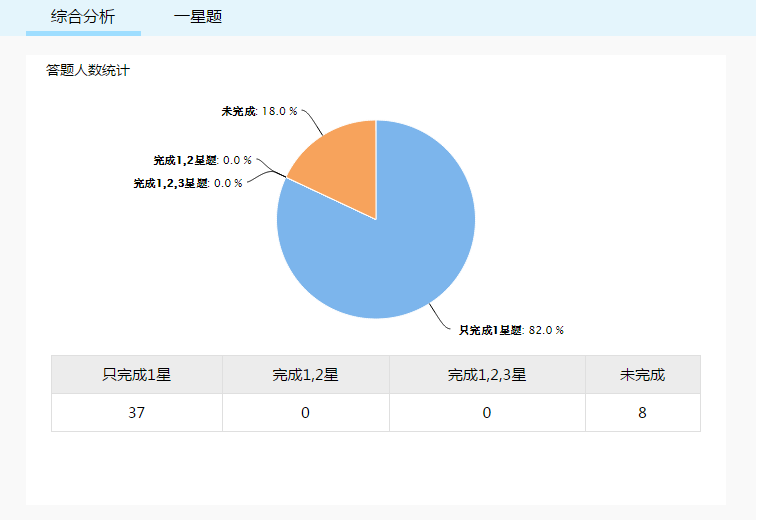 综合分析 一星题
答题人数统计
未完成: 18.0 %
完成1,2星题: 0.0 %
完成1,2,3星题: 0.0 %
只完成1星题: 82.0 %
只完成1星 完成1,2星 完成1,2,3星 未完成
37 0 0 8